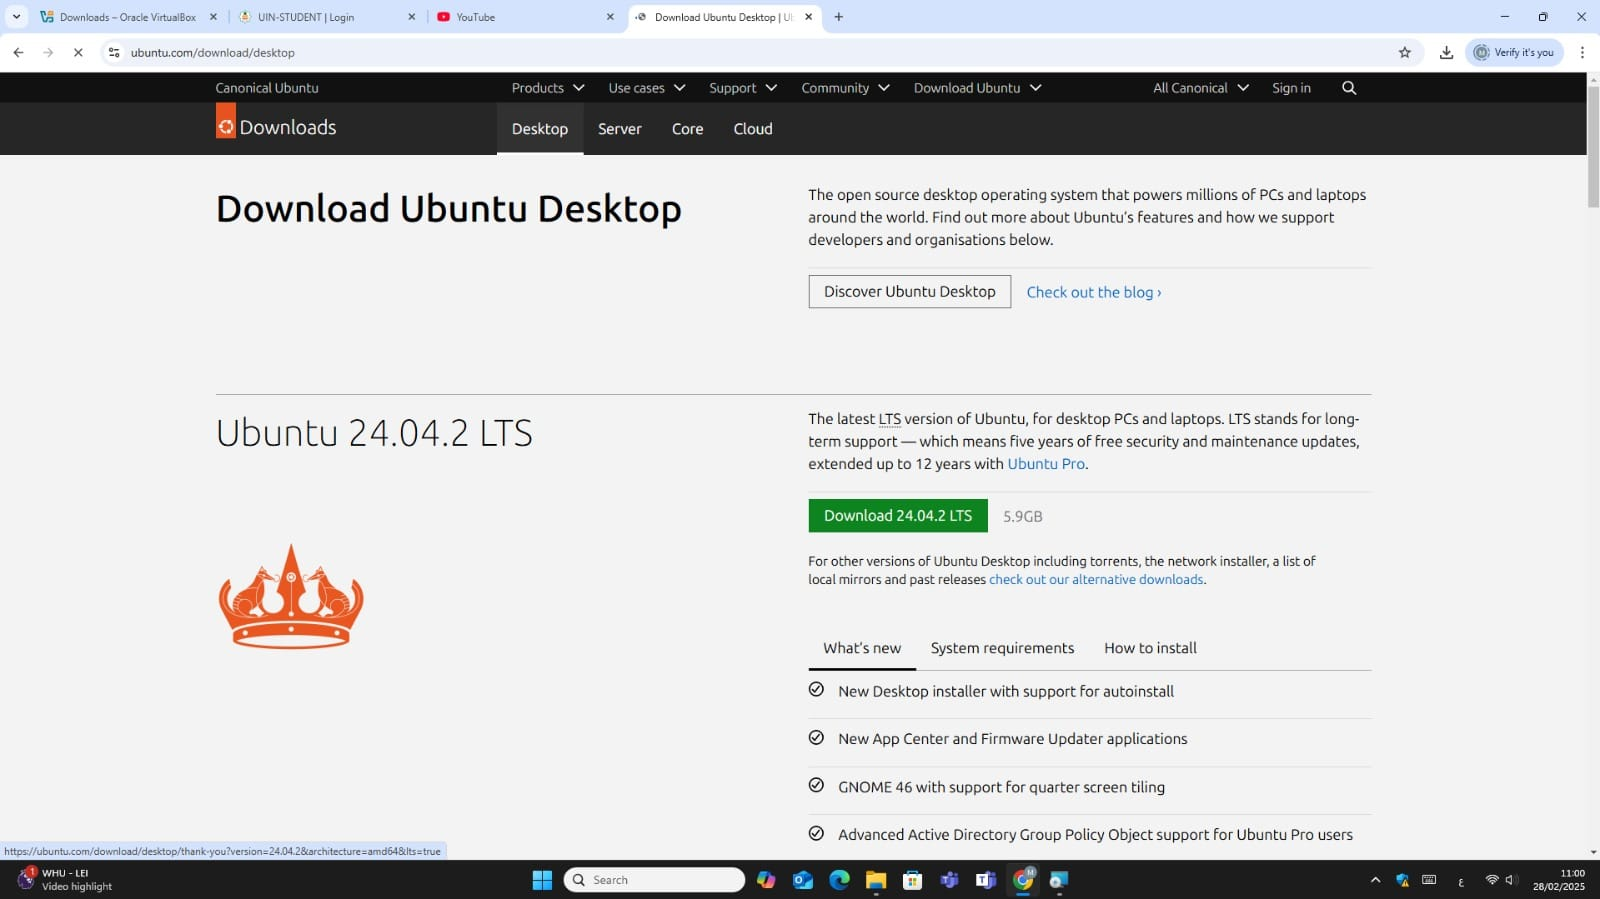 Downloads – Oracle VirtualBox
UIN-STUDENT | Login
YouTube
Download Ubuntu Desktop | U
ubuntu.com/download/desktop
Verify it's you
Canonical Ubuntu
Products
Use cases
Support
Community
Download Ubuntu
All Canonical
Sign in
Downloads
Desktop
Server
Core
Cloud
Download Ubuntu Desktop
The open source desktop operating system that powers millions of PCs and laptops
around the world. Find out more about Ubuntu's features and how we support
developers and organisations below.
Discover Ubuntu Desktop
Check out the blog ›
Ubuntu 24.04.2 LTS
The latest LTS version of Ubuntu, for desktop PCs and laptops. LTS stands for long-
term support — which means five years of free security and maintenance updates,
extended up to 12 years with Ubuntu Pro.
Download 24.04.2 LTS
5.9GB
For other versions of Ubuntu Desktop including torrents, the network installer, a list of
local mirrors and past releases check out our alternative downloads.
What's new
System requirements
How to install
New Desktop installer with support for autoinstall
New App Center and Firmware Updater applications
GNOME 46 with support for quarter screen tiling
Advanced Active Directory Group Policy Object support for Ubuntu Pro users
https://ubuntu.com/download/desktop/thank-you?version=24.04.2&architecture=amd64&lts=true
1
WHU - LEI
Video highlight
Search
M
ع
11:00
28/02/2025